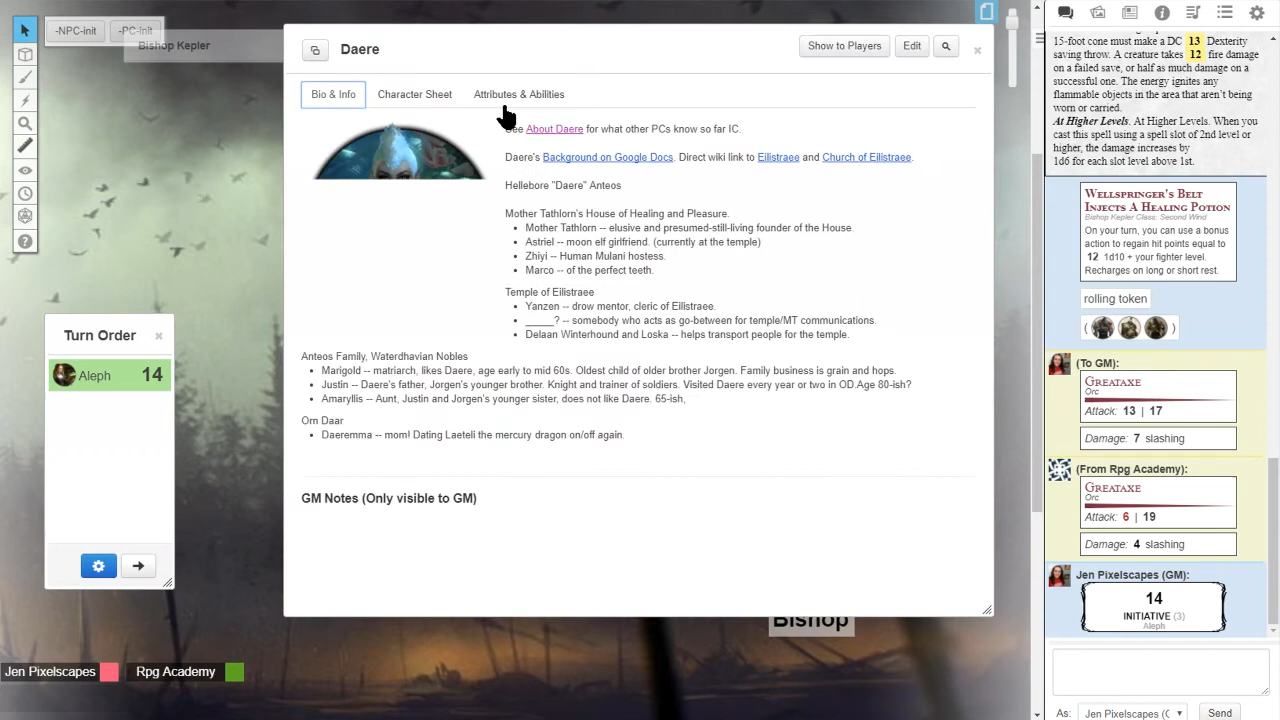 -NPC-init
-PC-init
Bishop Kepler
Daere
Show to Players
Edit
Bio & Info
Character Sheet
Attributes & Abilities
See About Daere for what other PCs know so far IC.
Daere's Background on Google Docs. Direct wiki link to Eilistraee and Church of Eilistraee.
Hellebore "Daere" Anteos
Mother Tathlorn's House of Healing and Pleasure.
Mother Tathlorn -- elusive and presumed-still-living founder of the House.
Astriel -- moon elf girlfriend. (currently at the temple)
Zhiyi -- Human Mulani hostess.
Marco -- of the perfect teeth.
Temple of Eilistraee
Yanzen -- drow mentor, cleric of Eilistraee.
_____? -- somebody who acts as go-between for temple/MT communications.
Delaan Winterhound and Loska -- helps transport people for the temple.
Anteos Family, Waterdhavian Nobles
Marigold -- matriarch, likes Daere, age early to mid 60s. Oldest child of older brother Jorgen. Family business is grain and hops.
Justin -- Daere's father, Jorgen's younger brother. Knight and trainer of soldiers. Visited Daere every year or two in OD.Age 80-ish?
Amaryllis -- Aunt, Justin and Jorgen's younger sister, does not like Daere. 65-ish,
Orn Daar
Daeremma -- mom! Dating Laeteli the mercury dragon on/off again.
GM Notes (Only visible to GM)
Turn Order
Aleph 14
Bishop
Jen Pixelscapes
Rpg Academy
15-foot cone must make a DC 13 Dexterity
saving throw. A creature takes 12 fire damage
on a failed save, or half as much damage on a
successful one. The energy ignites any
flammable objects in the area that aren't being
worn or carried.
At Higher Levels. At Higher Levels. When you
cast this spell using a spell slot of 2nd level or
higher, the damage increases by
1d6 for each slot level above 1st.
Wellspringer's Belt
Injects A Healing Potion
Bishop Kepler Class: Second Wind
On your turn, you can use a bonus
action to regain hit points equal to
12 1d10 + your fighter level.
Recharges on long or short rest.
rolling token
( )
(To GM):
Greataxe
Orc
Attack: 13 | 17
Damage: 7 slashing
(From Rpg Academy):
Greataxe
Orc
Attack: 6 | 19
Damage: 4 slashing
Jen Pixelscapes (GM):
14
INITIATIVE (3)
Aleph
As:
Jen Pixelscapes (G
Send